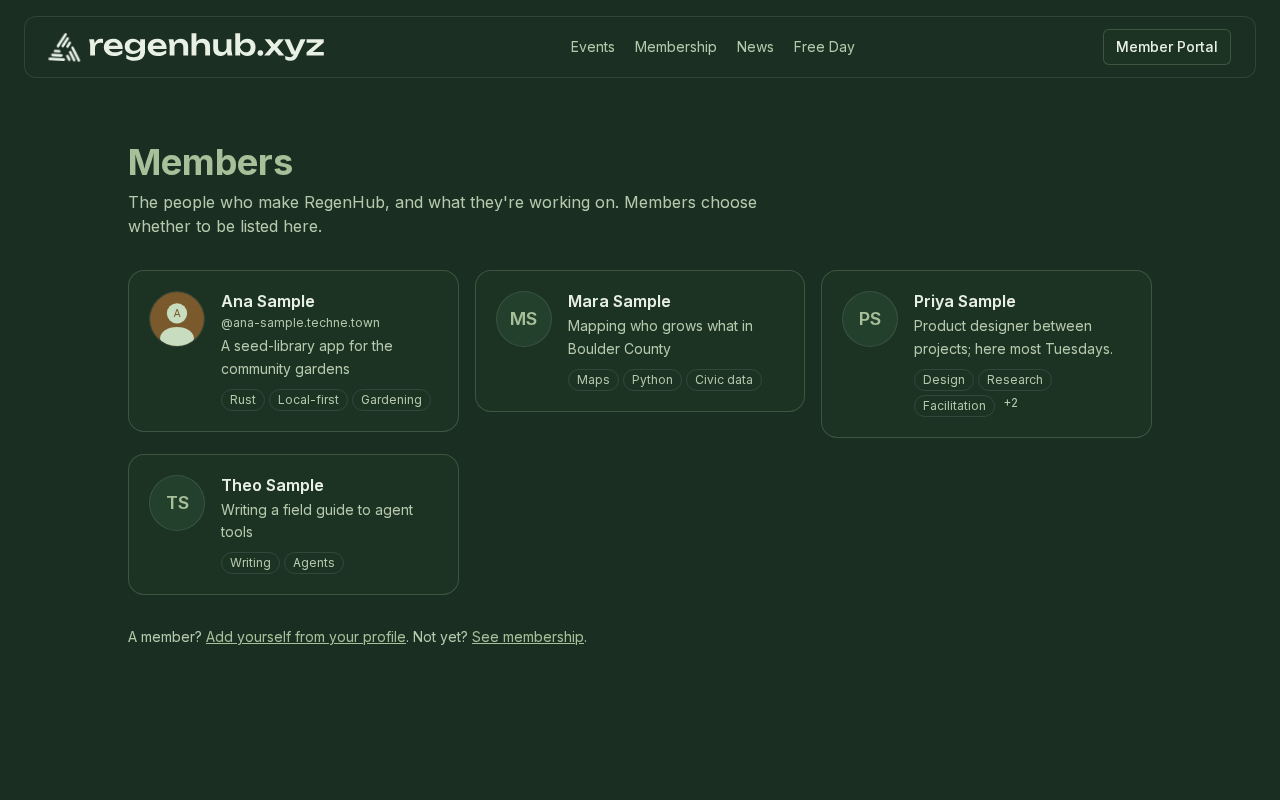 regenhub.xyz
Events Membership News Free Day
Member Portal
Members
The people who make RegenHub, and what they're working on. Members choose
whether to be listed here.
A
Ana Sample
@ana-sample.techne.town
A seed-library app for the
community gardens
Rust Local-first Gardening
MS
Mara Sample
Mapping who grows what in
Boulder County
Maps Python Civic data
PS
Priya Sample
Product designer between
projects; here most Tuesdays.
Design Research
Facilitation +2
TS
Theo Sample
Writing a field guide to agent
tools
Writing Agents
A member? Add yourself from your profile. Not yet? See membership.